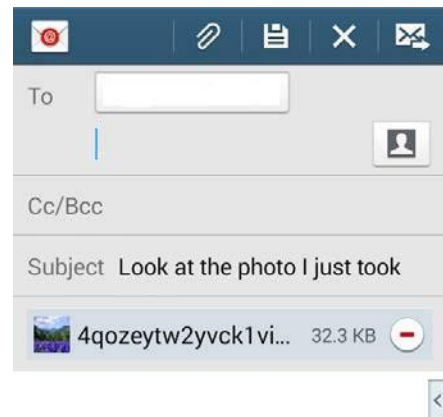 To
Cc/Bcc
Subject Look at the photo I just took
4qozeytw2yvck1vi... 32.3 KB